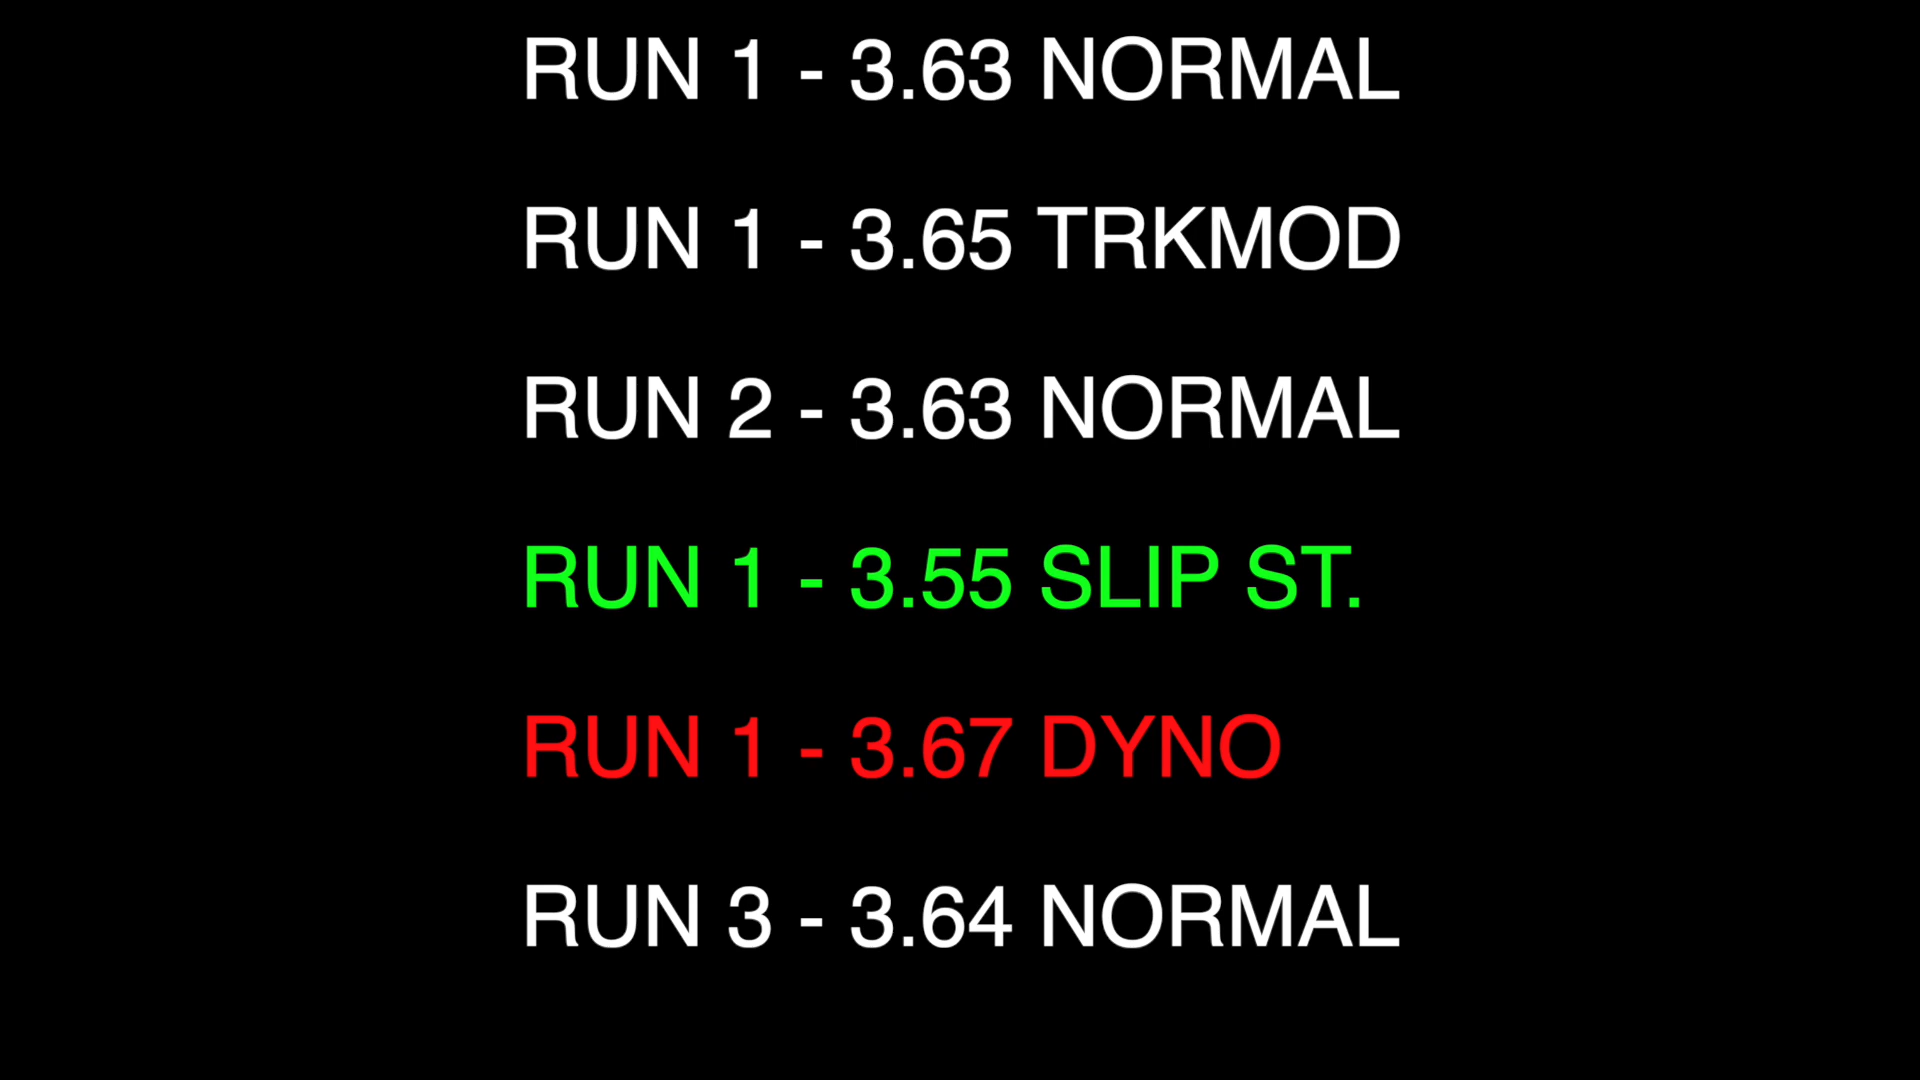 RUN 1 - 3.63 NORMAL
RUN 1 - 3.65 TRKMOD
RUN 2 - 3.63 NORMAL
RUN 1 - 3.55 SLIP ST.
RUN 1 - 3.67 DYNO
RUN 3 - 3.64 NORMAL